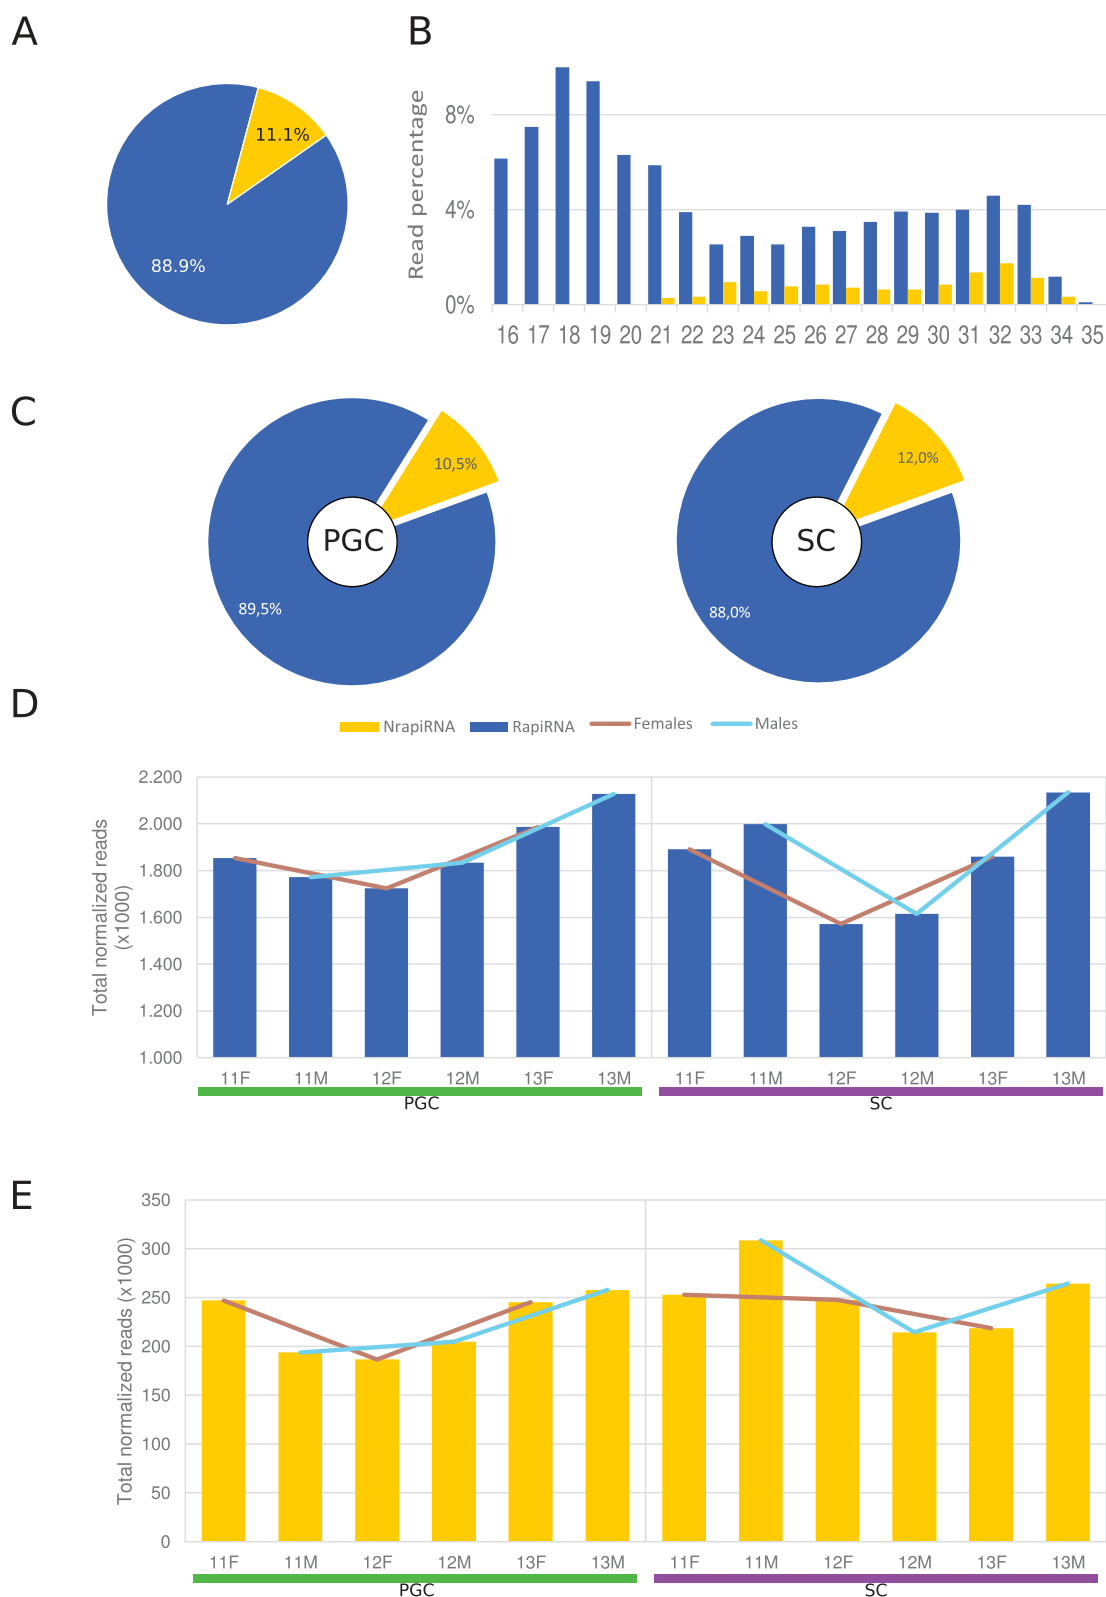 A
11.1%
88.9%
B
Read percentage
8%
4%
0%
16 17 18 19 20 21 22 23 24 25 26 27 28 29 30 31 32 33 34 35
C
10,5%
PGC
89,5%
12,0%
SC
88,0%
D
NrapiRNA RapiRNA Females Males
Total normalized reads
(x1000)
2.200
2.000
1.800
1.600
1.400
1.200
1.000
11F 11M 12F 12M 13F 13M 11F 11M 12F 12M 13F 13M
PGC SC
E
Total normalized reads (x1000)
350
300
250
200
150
100
50
0
11F 11M 12F 12M 13F 13M 11F 11M 12F 12M 13F 13M
PGC SC